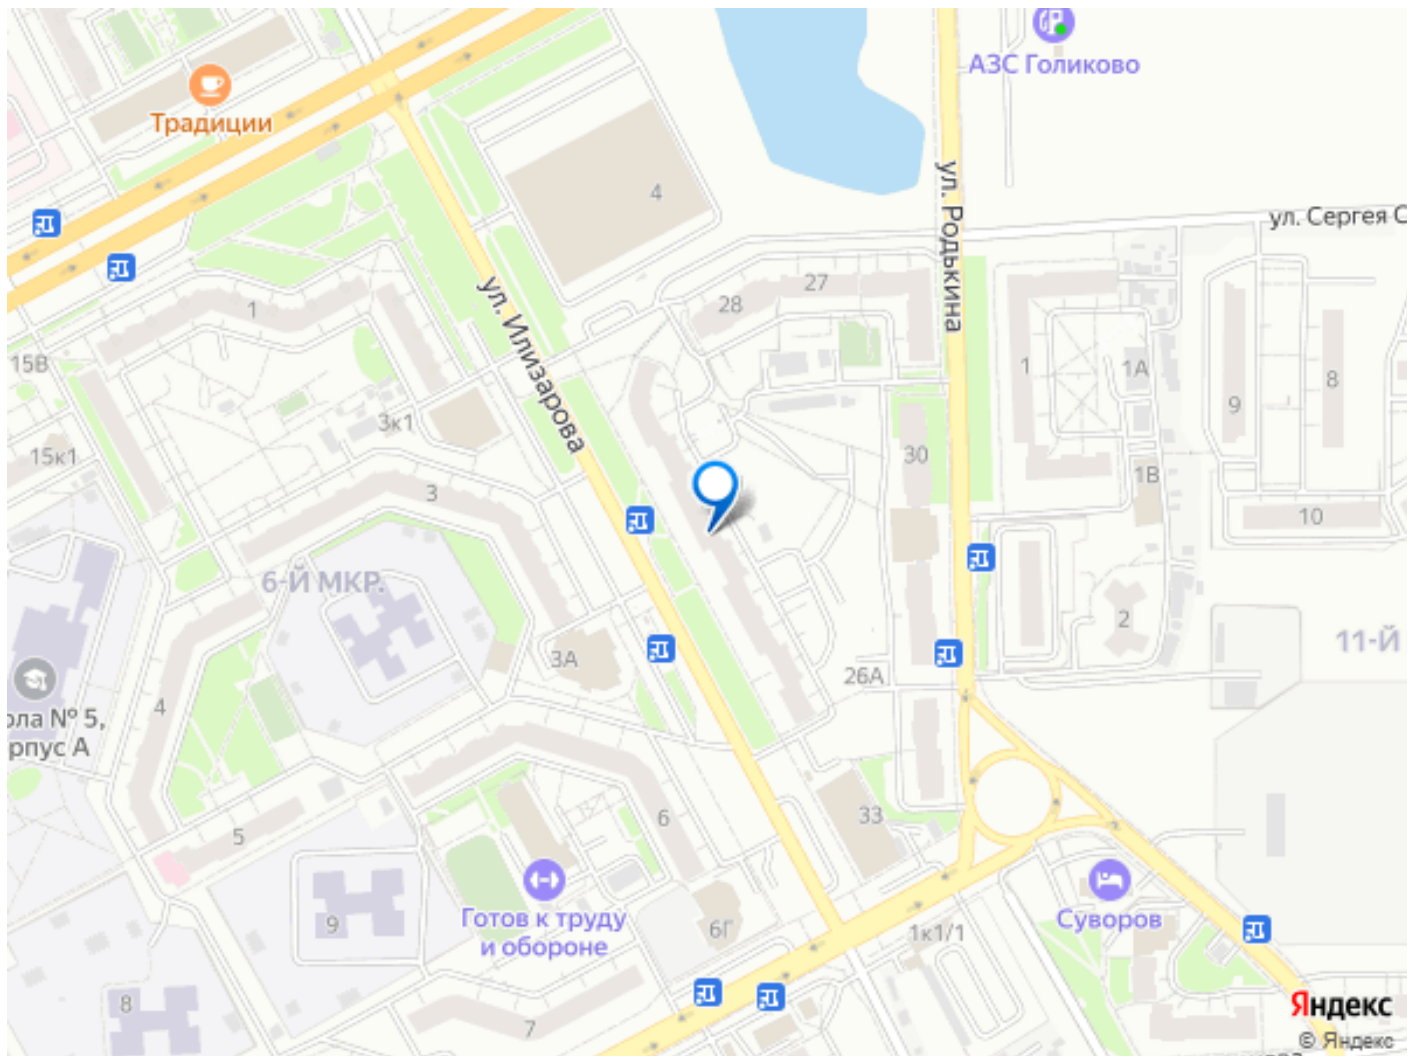 АЗС Голиково
Традиции
4
ул. Родькина
ул. Сергея С
ул. Илизарова
1
28
27
15В
1
1А
8
9
3к1
30
15к1
3
1В
10
6-Й МКР.
2
11-Й
3А
26А
4
ола № 5,
рпус А
6
33
5
Готов к труду
и обороне
Суворов
9
6Г
1к1/1
8
7
Яндекс
© Яндекс